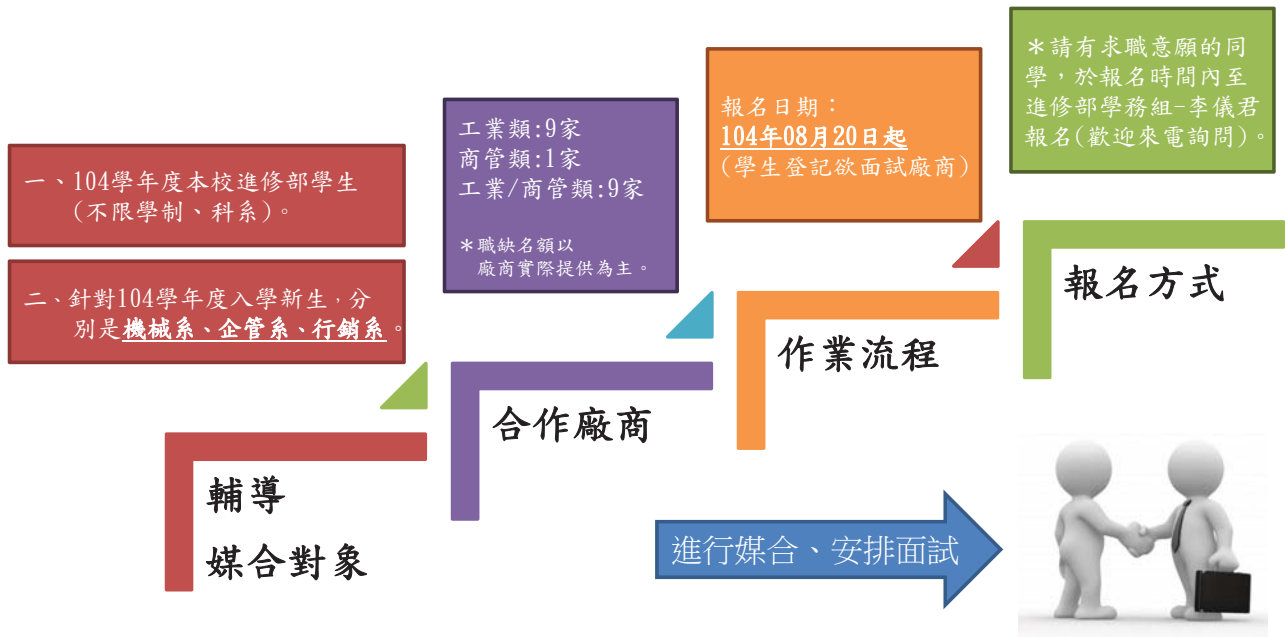 一、104學年度本校進修部學生
(不限學制、科系)。
二、針對104學年度入學新生，分
別是機械系、企管系、行銷系。
輔導
媒合對象
工業類:9家
商管類:1家
工業/商管類:9家
＊職缺名額以
廠商實際提供為主。
合作廠商
報名日期：
104年08月20日起
(學生登記欲面試廠商)
作業流程
＊請有求職意願的同
學，於報名時間內至
進修部學務組-李儀君
報名(歡迎來電詢問)。
報名方式
進行媒合、安排面試